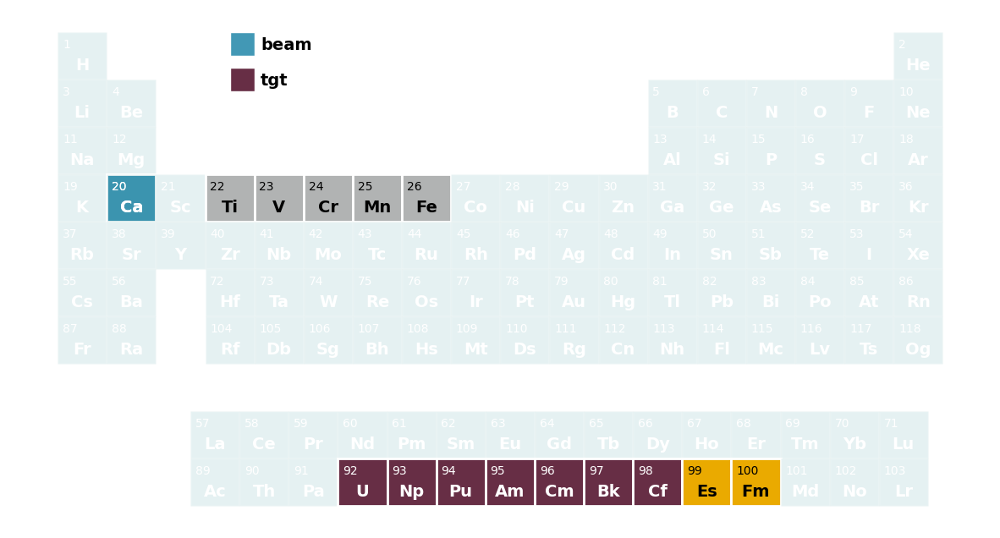 beam
tgt
1 2
H He
3 4 5 6 7 8 9 10
Li Be B C N O F Ne
11 12 13 14 15 16 17 18
Na Mg Al Si P S Cl Ar
19 20 21 22 23 24 25 26 27 28 29 30 31 32 33 34 35 36
K Ca Sc Ti V Cr Mn Fe Co Ni Cu Zn Ga Ge As Se Br Kr
37 38 39 40 41 42 43 44 45 46 47 48 49 50 51 52 53 54
Rb Sr Y Zr Nb Mo Tc Ru Rh Pd Ag Cd In Sn Sb Te I Xe
55 56 72 73 74 75 76 77 78 79 80 81 82 83 84 85 86
Cs Ba Hf Ta W Re Os Ir Pt Au Hg Tl Pb Bi Po At Rn
87 88 104 105 106 107 108 109 110 111 112 113 114 115 116 117 118
Fr Ra Rf Db Sg Bh Hs Mt Ds Rg Cn Nh Fl Mc Lv Ts Og
57 58 59 60 61 62 63 64 65 66 67 68 69 70 71
La Ce Pr Nd Pm Sm Eu Gd Tb Dy Ho Er Tm Yb Lu
89 90 91 92 93 94 95 96 97 98 99 100 101 102 103
Ac Th Pa U Np Pu Am Cm Bk Cf Es Fm Md No Lr